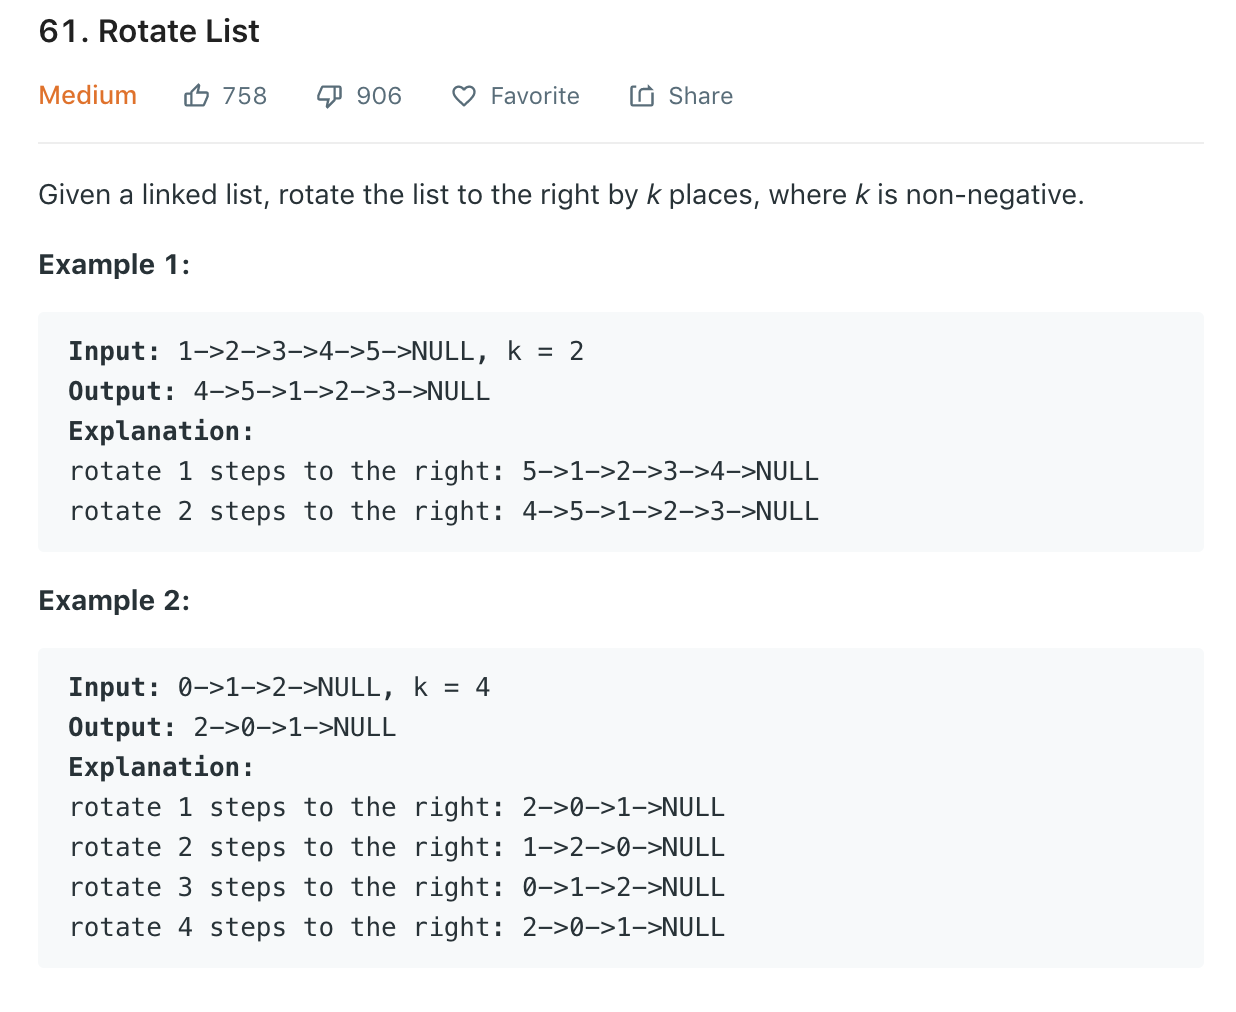 61. Rotate List
Medium 758 906 Favorite Share
Given a linked list, rotate the list to the right by k places, where k is non-negative.
Example 1:
Input: 1->2->3->4->5->NULL, k = 2
Output: 4->5->1->2->3->NULL
Explanation:
rotate 1 steps to the right: 5->1->2->3->4->NULL
rotate 2 steps to the right: 4->5->1->2->3->NULL
Example 2:
Input: 0->1->2->NULL, k = 4
Output: 2->0->1->NULL
Explanation:
rotate 1 steps to the right: 2->0->1->NULL
rotate 2 steps to the right: 1->2->0->NULL
rotate 3 steps to the right: 0->1->2->NULL
rotate 4 steps to the right: 2->0->1->NULL